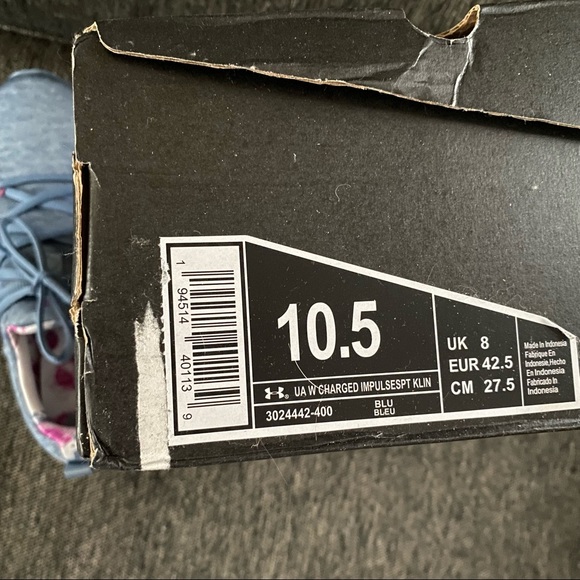 1 94514 40113 9
10.5
UA W CHARGED IMPULSESPT KLIN
3024442-400
BLU
BLEU
UK 8
EUR 42.5
CM 27.5
Made In Indonesia
Fabriqué En
Indonesie, Hecho
En Indonesia
Fabricado In
Indonesia